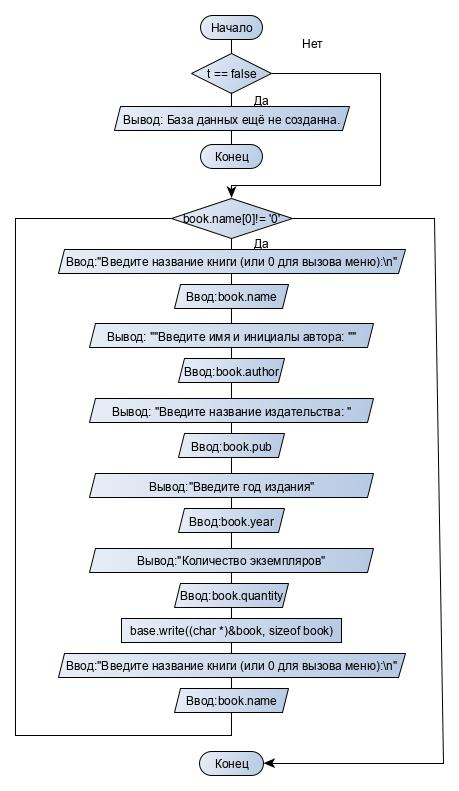 Начало
Нет
t == false
Да
Вывод: База данных ещё не созданна.
Конец
book.name[0]!= '0'
Да
Ввод:"Введите название книги (или 0 для вызова меню):\n"
Ввод:book.name
Вывод: ""Введите имя и инициалы автора: ""
Ввод:book.author
Вывод: "Введите название издательства: "
Ввод:book.pub
Вывод:"Введите год издания"
Ввод:book.year
Вывод:"Количество экземпляров"
Ввод:book.quantity
base.write((char *)&book, sizeof book)
Ввод:"Введите название книги (или 0 для вызова меню):\n"
Ввод:book.name
Конец